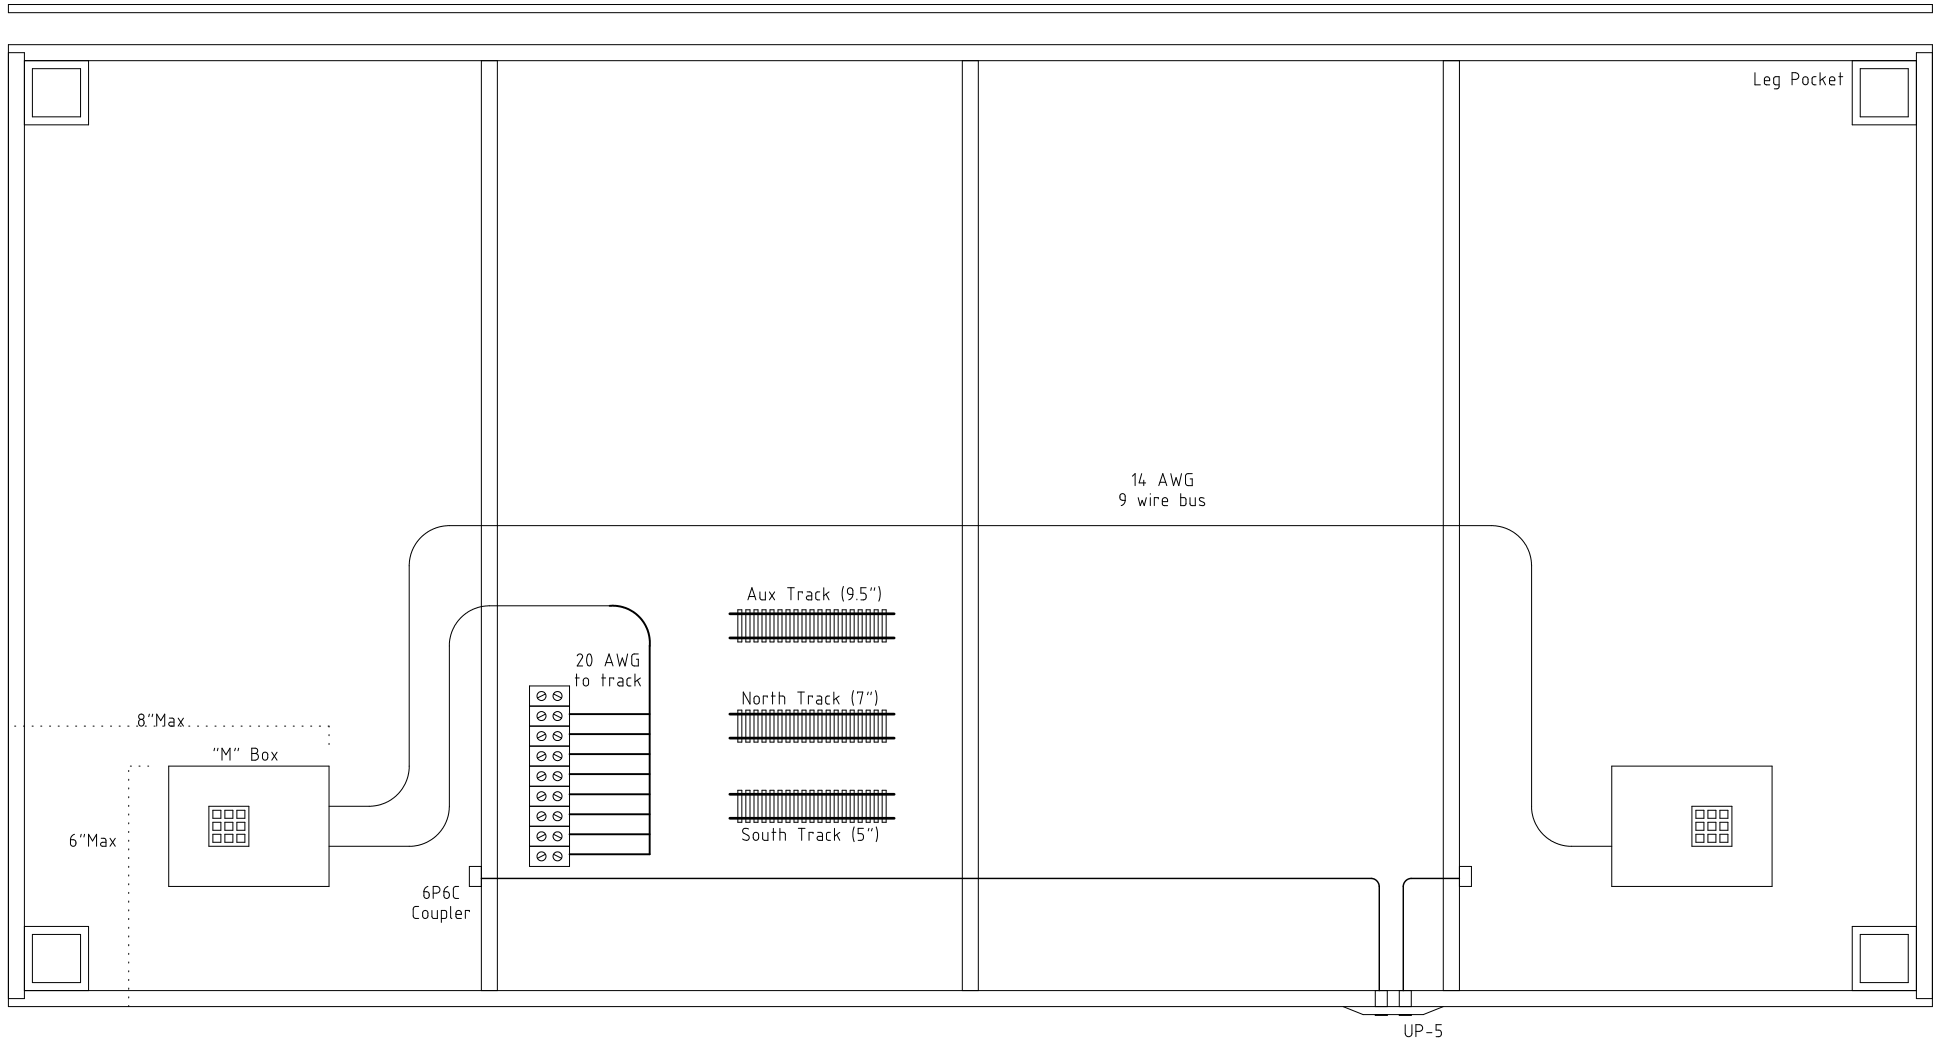 Leg Pocket
14 AWG
9 wire bus
Aux Track (9.5")
20 AWG
to track
North Track (7")
8"Max
"M" Box
South Track (5")
6"Max
6P6C
Coupler
UP-5